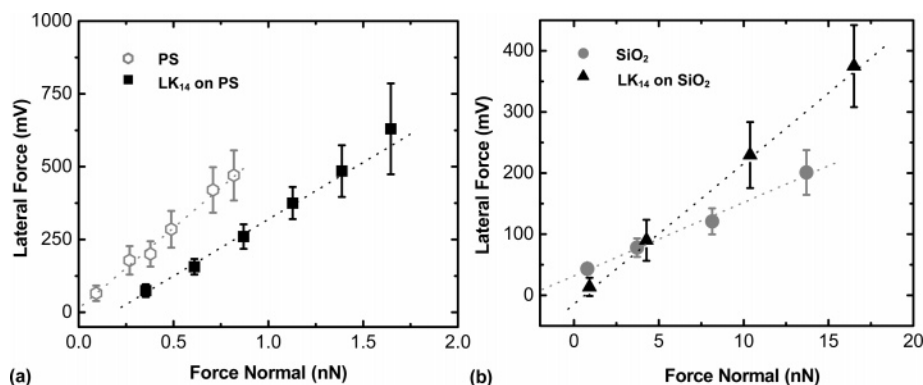 (a)
PS
LK14 on PS
Lateral Force (mV)
1000
750
500
250
0
0.0 0.5 1.0 1.5 2.0
Force Normal (nN)
(b)
SiO2
LK14 on SiO2
Lateral Force (mV)
400
300
200
100
0
0 5 10 15 20
Force Normal (nN)